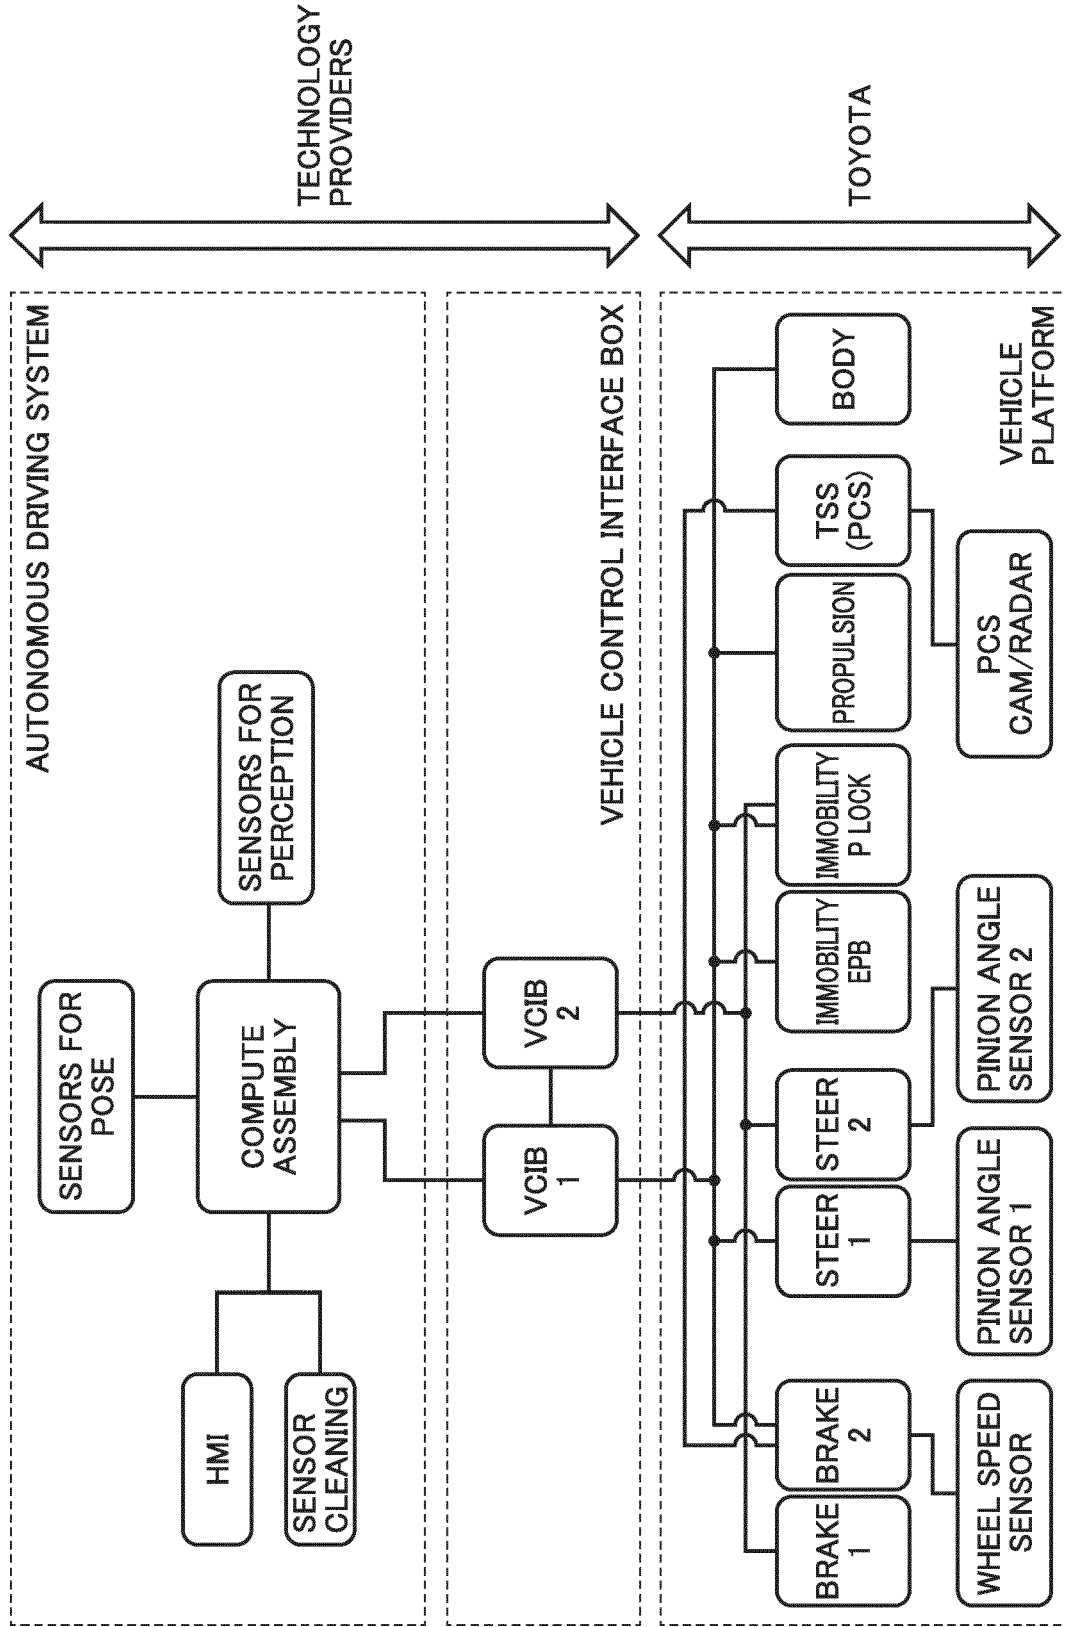 AUTONOMOUS DRIVING SYSTEM
SENSORS FOR
POSE
HMI
SENSOR
CLEANING
COMPUTE
ASSEMBLY
SENSORS FOR
PERCEPTION
TECHNOLOGY
PROVIDERS
VCIB
1
VCIB
2
VEHICLE CONTROL INTERFACE BOX
BRAKE
1
BRAKE
2
STEER
1
STEER
2
IMMOBILITY
EPB
IMMOBILITY
P LOCK
PROPULSION
TSS
(PCS)
BODY
TOYOTA
WHEEL SPEED
SENSOR
PINION ANGLE
SENSOR 1
PINION ANGLE
SENSOR 2
PCS
CAM/RADAR
VEHICLE
PLATFORM